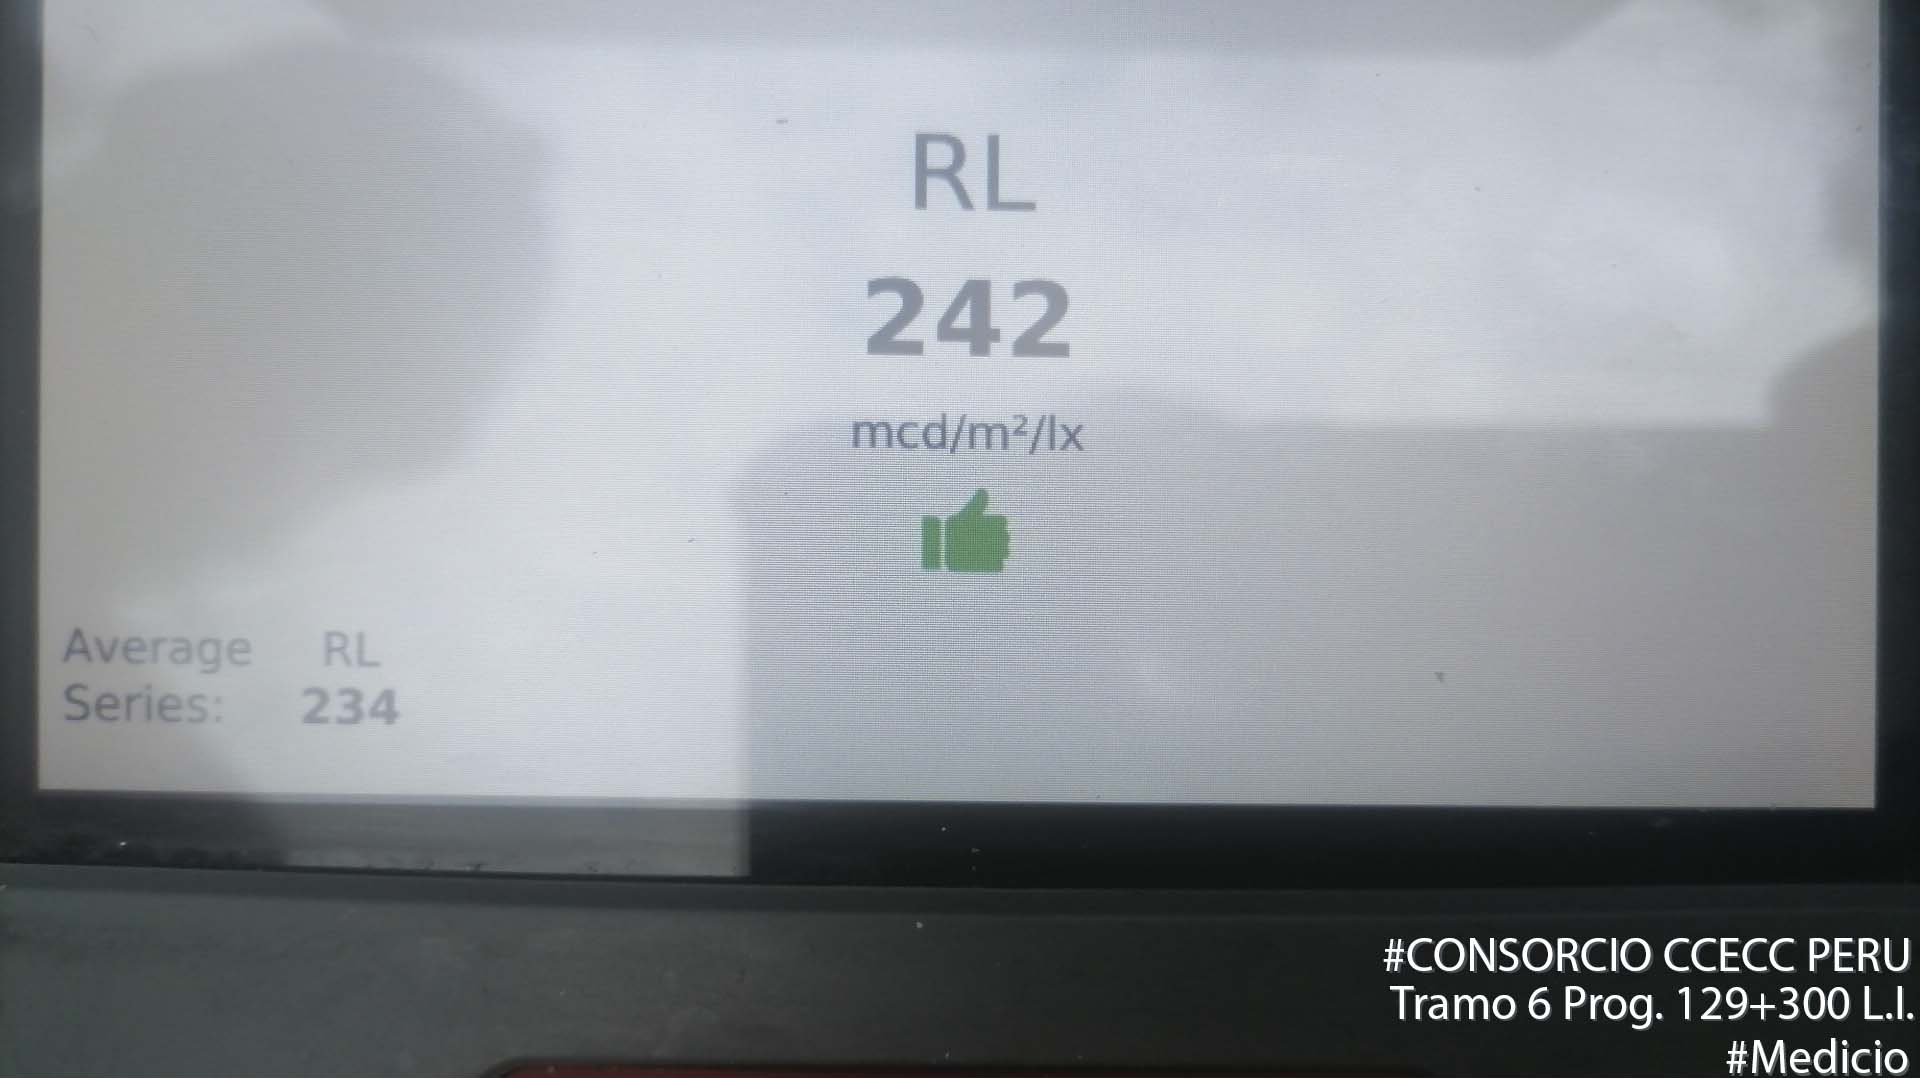 RL
242
mcd/m²/lx
Average RL
Series: 234
#CONSORCIO CCECC PERU
Tramo 6 Prog. 129+300 L.I.
#Medicio